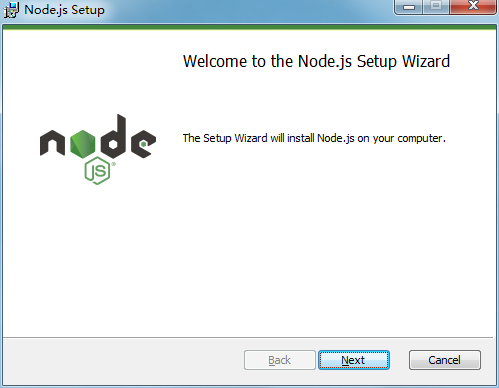 Node.js Setup
Welcome to the Node.js Setup Wizard
The Setup Wizard will install Node.js on your computer.
node
JS
Back
Next
Cancel